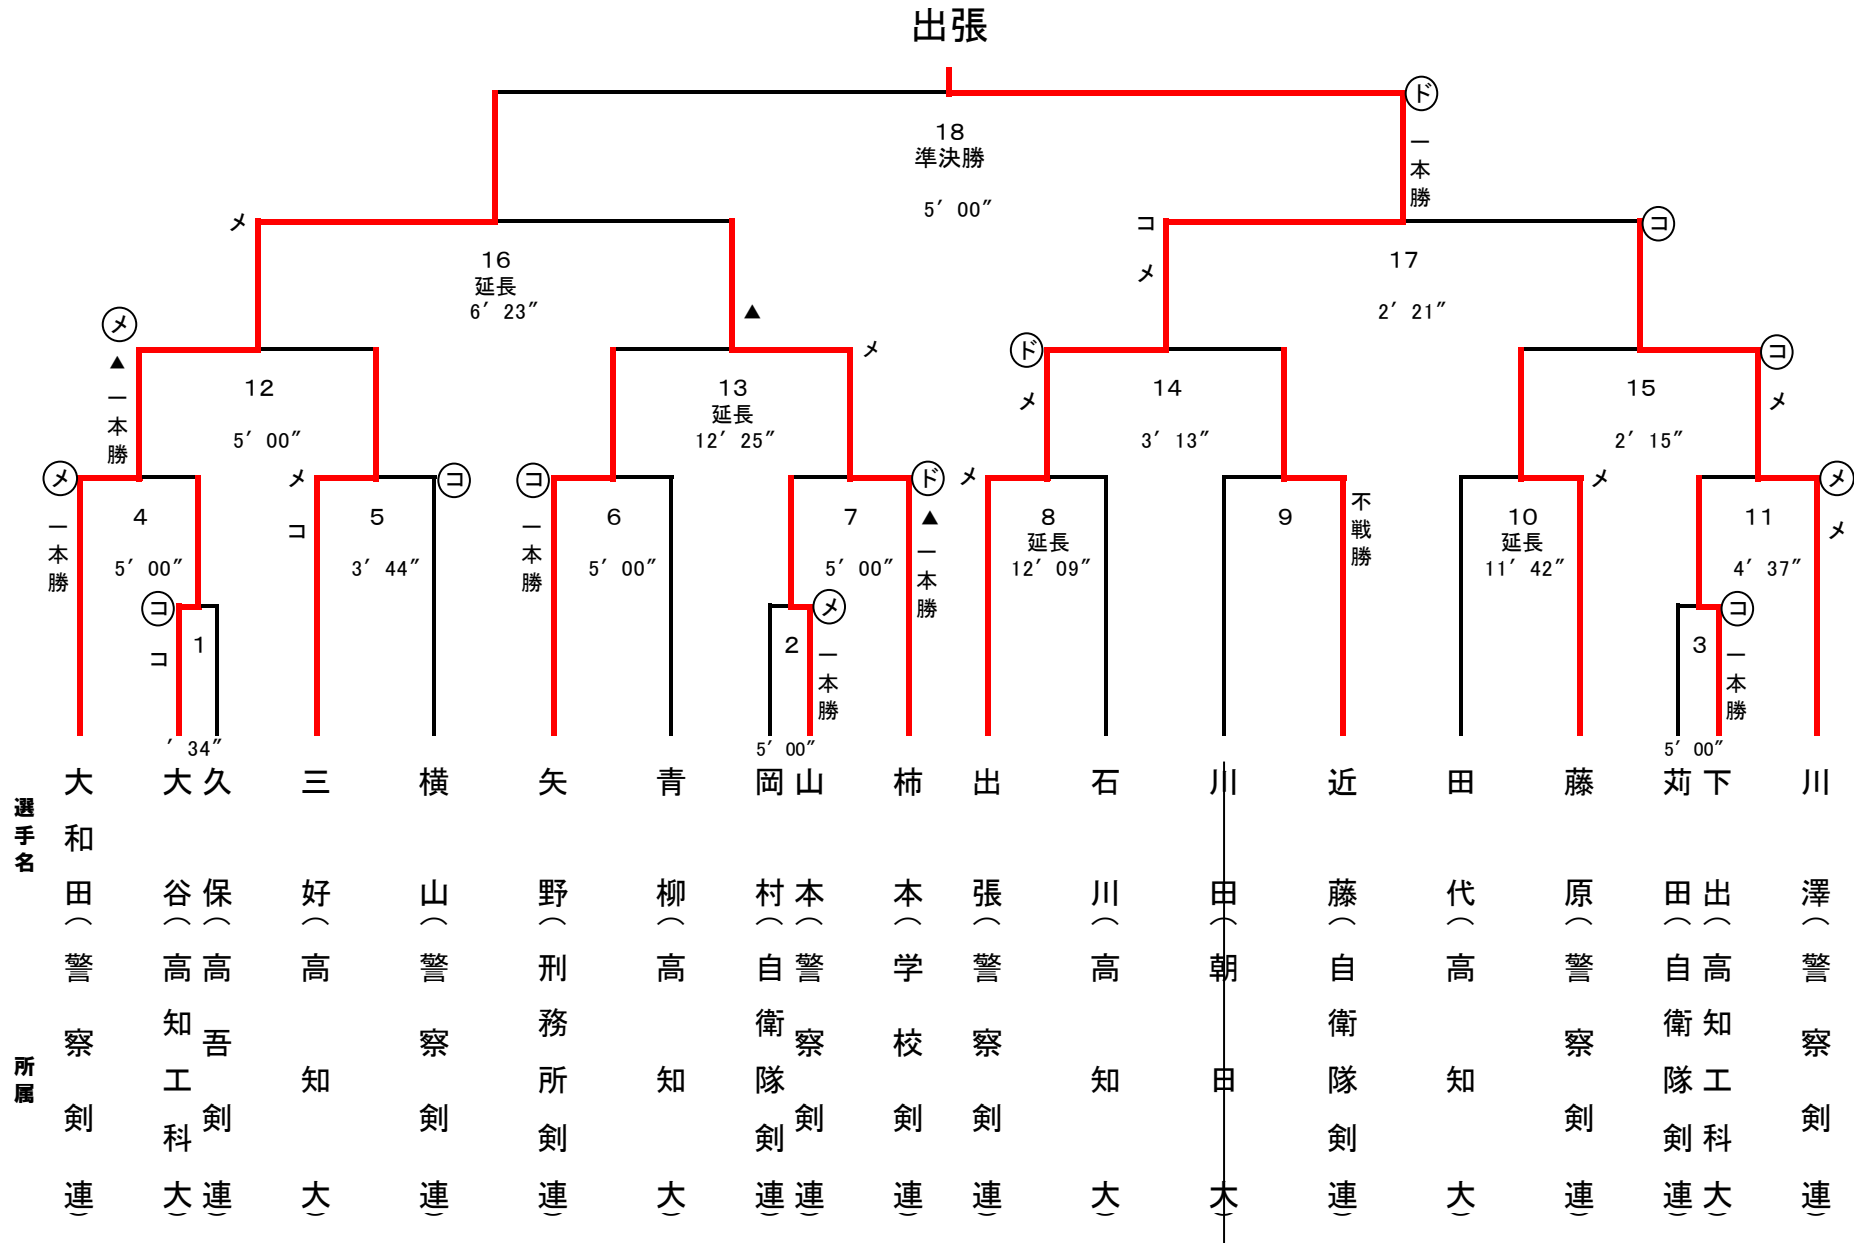 出張
ド
18
準決勝
5′00″
一本勝
メ
16
延長
6′23″
コ
メ
17
2′21″
コ
メ
▲
一本勝
12
5′00″
▲
メ
13
延長
12′25″
ド
メ
14
3′13″
コ
メ
15
2′15″
メ
一本勝
4
5′00″
メ
コ
5
3′44″
コ
コ
一本勝
6
5′00″
ド
▲
一本勝
7
5′00″
メ
8
延長
12′09″
9
不戦勝
メ
10
延長
11′42″
メ
メ
11
4′37″
コ
コ
1
′34″
メ
2
一本勝
5′00″
コ
3
一本勝
5′00″
選手名
所属
大和田(警察剣連)
大谷(高知工科大)
久保(高吾剣連)
三好(高知大)
横山(警察剣連)
矢野(刑務所剣連)
青柳(高知大)
岡村(自衛隊剣連)
山本(警察剣連)
柿本(学校剣連)
出張(警察剣連)
石川(高知大)
川田(朝日大)
近藤(自衛隊剣連)
田代(高知大)
藤原(警察剣連)
苅田(自衛隊剣連)
下出(高知工科大)
川澤(警察剣連)